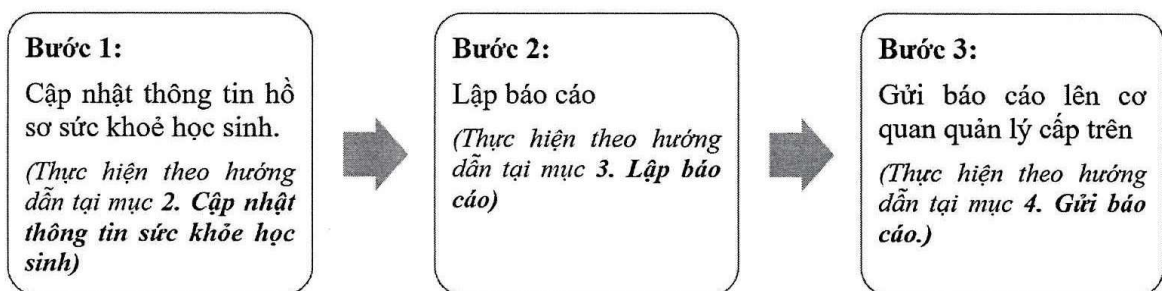 Bước 1:
Cập nhật thông tin hồ
sơ sức khoẻ học sinh.
(Thực hiện theo hướng
dẫn tại mục 2. Cập nhật
thông tin sức khỏe học
sinh)
Bước 2:
Lập báo cáo
(Thực hiện theo hướng
dẫn tại mục 3. Lập báo
cáo)
Bước 3:
Gửi báo cáo lên cơ
quan quản lý cấp trên
(Thực hiện theo hướng
dẫn tại mục 4. Gửi báo
cáo.)